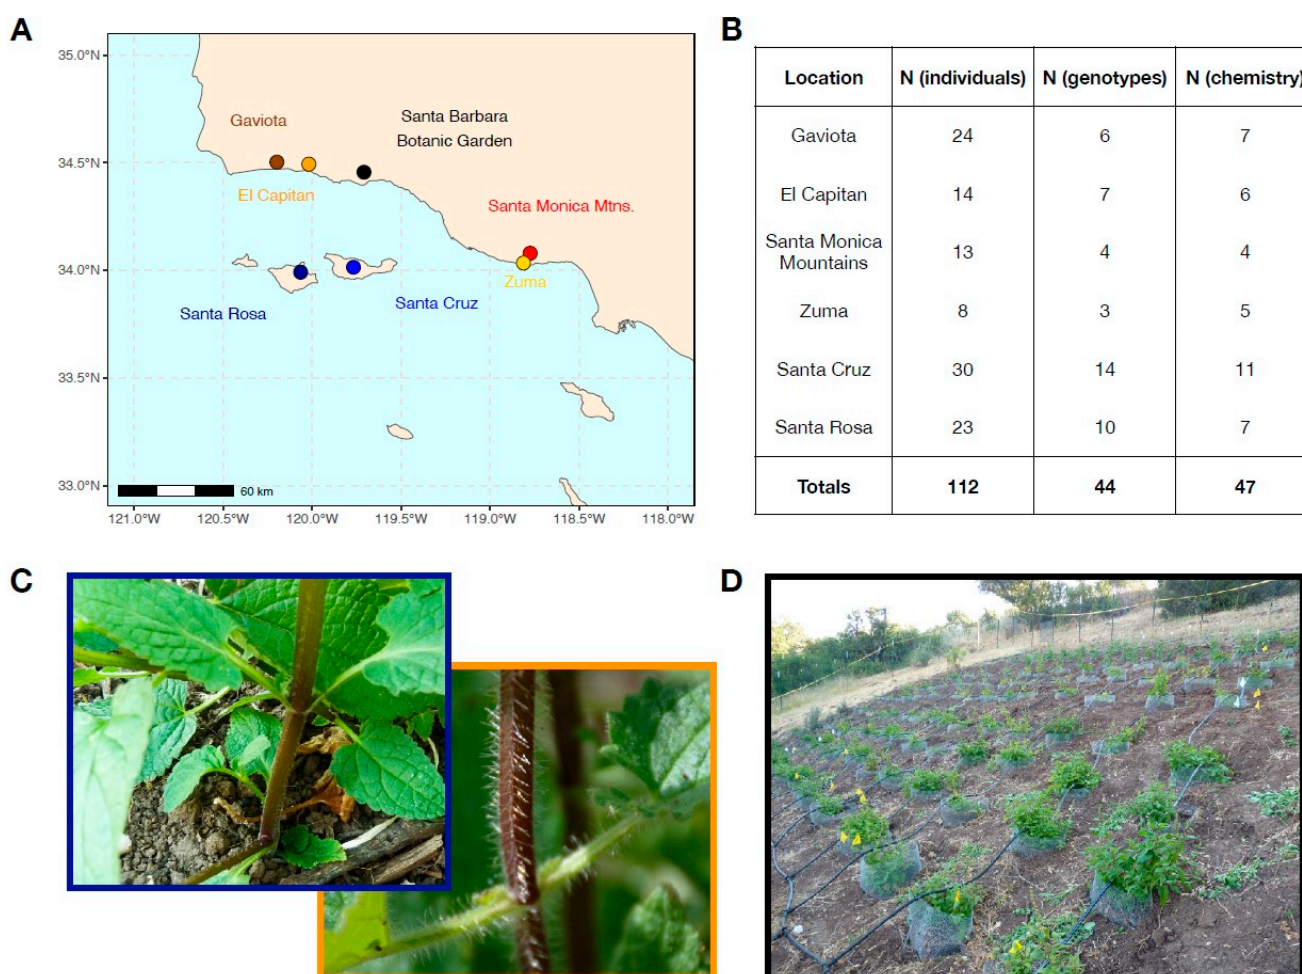 A
35.0°N
34.5°N
34.0°N
33.5°N
33.0°N
121.0°W 120.5°W 120.0°W 119.5°W 119.0°W 118.5°W 118.0°W
Gaviota
Santa Barbara
Botanic Garden
El Capitan
Santa Monica Mtns.
Zuma
Santa Rosa
Santa Cruz
60 km
B
Location N (individuals) N (genotypes) N (chemistry)
Gaviota 24 6 7
El Capitan 14 7 6
Santa Monica
Mountains 13 4 4
Zuma 8 3 5
Santa Cruz 30 14 11
Santa Rosa 23 10 7
Totals 112 44 47
C
D